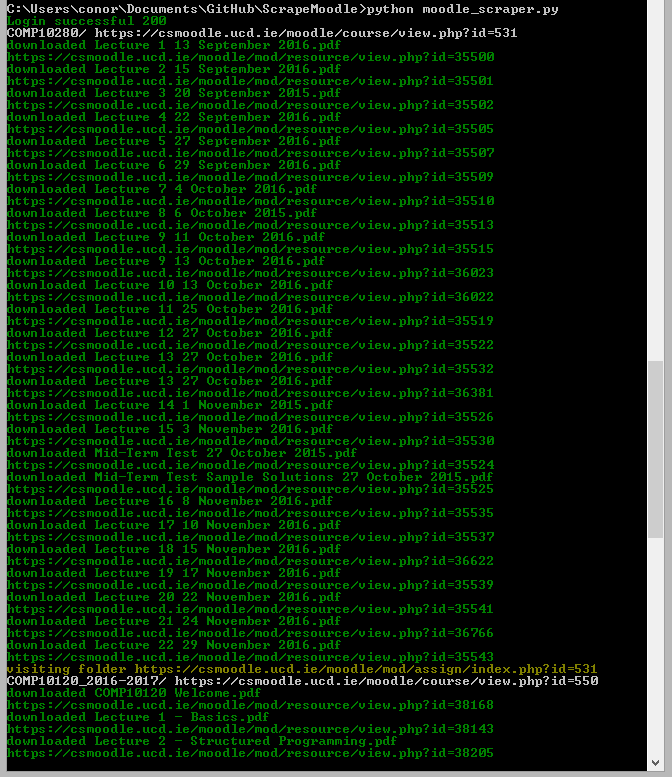 C:\Users\conor\Documents\GitHub\ScrapeMoodle>python moodle_scraper.py
Login successful 200
COMP10280/ https://csmoodle.ucd.ie/moodle/course/view.php?id=531
downloaded Lecture 1 13 September 2016.pdf
https://csmoodle.ucd.ie/moodle/mod/resource/view.php?id=35500
downloaded Lecture 2 15 September 2016.pdf
https://csmoodle.ucd.ie/moodle/mod/resource/view.php?id=35501
downloaded Lecture 3 20 September 2015.pdf
https://csmoodle.ucd.ie/moodle/mod/resource/view.php?id=35502
downloaded Lecture 4 22 September 2016.pdf
https://csmoodle.ucd.ie/moodle/mod/resource/view.php?id=35505
downloaded Lecture 5 27 September 2016.pdf
https://csmoodle.ucd.ie/moodle/mod/resource/view.php?id=35507
downloaded Lecture 6 29 September 2016.pdf
https://csmoodle.ucd.ie/moodle/mod/resource/view.php?id=35509
downloaded Lecture 7 4 October 2016.pdf
https://csmoodle.ucd.ie/moodle/mod/resource/view.php?id=35510
downloaded Lecture 8 6 October 2015.pdf
https://csmoodle.ucd.ie/moodle/mod/resource/view.php?id=35513
downloaded Lecture 9 11 October 2016.pdf
https://csmoodle.ucd.ie/moodle/mod/resource/view.php?id=35515
downloaded Lecture 9 13 October 2016.pdf
https://csmoodle.ucd.ie/moodle/mod/resource/view.php?id=36023
downloaded Lecture 10 13 October 2016.pdf
https://csmoodle.ucd.ie/moodle/mod/resource/view.php?id=36022
downloaded Lecture 11 25 October 2016.pdf
https://csmoodle.ucd.ie/moodle/mod/resource/view.php?id=35519
downloaded Lecture 12 27 October 2016.pdf
https://csmoodle.ucd.ie/moodle/mod/resource/view.php?id=35522
downloaded Lecture 13 27 October 2016.pdf
https://csmoodle.ucd.ie/moodle/mod/resource/view.php?id=35532
downloaded Lecture 13 27 October 2016.pdf
https://csmoodle.ucd.ie/moodle/mod/resource/view.php?id=36381
downloaded Lecture 14 1 November 2015.pdf
https://csmoodle.ucd.ie/moodle/mod/resource/view.php?id=35526
downloaded Lecture 15 3 November 2016.pdf
https://csmoodle.ucd.ie/moodle/mod/resource/view.php?id=35530
downloaded Mid-Term Test 27 October 2015.pdf
https://csmoodle.ucd.ie/moodle/mod/resource/view.php?id=35524
downloaded Mid-Term Test Sample Solutions 27 October 2015.pdf
https://csmoodle.ucd.ie/moodle/mod/resource/view.php?id=35525
downloaded Lecture 16 8 November 2016.pdf
https://csmoodle.ucd.ie/moodle/mod/resource/view.php?id=35535
downloaded Lecture 17 10 November 2016.pdf
https://csmoodle.ucd.ie/moodle/mod/resource/view.php?id=35537
downloaded Lecture 18 15 November 2016.pdf
https://csmoodle.ucd.ie/moodle/mod/resource/view.php?id=36622
downloaded Lecture 19 17 November 2016.pdf
https://csmoodle.ucd.ie/moodle/mod/resource/view.php?id=35539
downloaded Lecture 20 22 November 2016.pdf
https://csmoodle.ucd.ie/moodle/mod/resource/view.php?id=35541
downloaded Lecture 21 24 November 2016.pdf
https://csmoodle.ucd.ie/moodle/mod/resource/view.php?id=36766
downloaded Lecture 22 29 November 2016.pdf
https://csmoodle.ucd.ie/moodle/mod/resource/view.php?id=35543
visiting folder https://csmoodle.ucd.ie/moodle/mod/assign/index.php?id=531
COMP10120_2016-2017/ https://csmoodle.ucd.ie/moodle/course/view.php?id=550
downloaded COMP10120 Welcome.pdf
https://csmoodle.ucd.ie/moodle/mod/resource/view.php?id=38168
downloaded Lecture 1 - Basics.pdf
https://csmoodle.ucd.ie/moodle/mod/resource/view.php?id=38143
downloaded Lecture 2 - Structured Programming.pdf
https://csmoodle.ucd.ie/moodle/mod/resource/view.php?id=38205